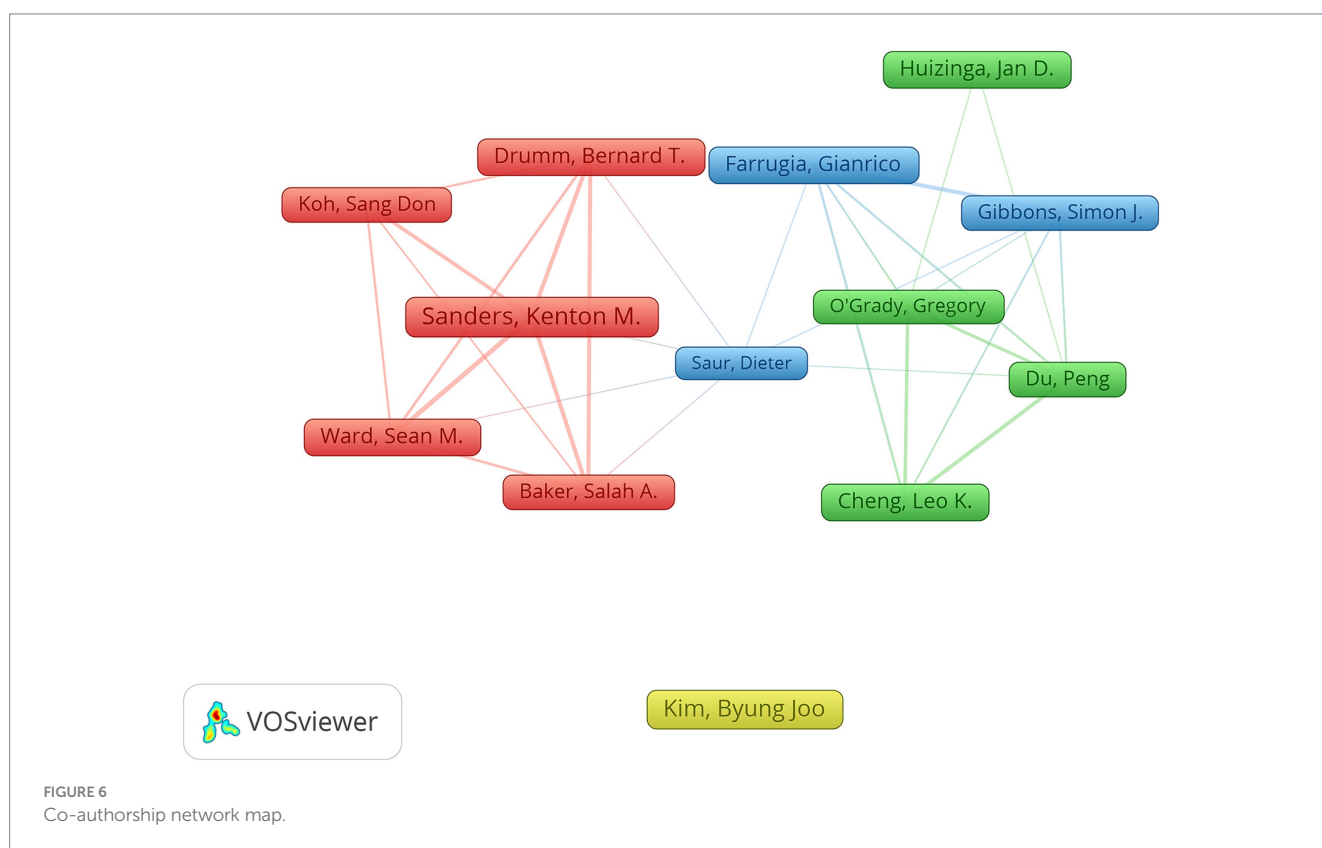 Huizinga, Jan D.
Drumm, Bernard T.
Farrugia, Gianrico
Koh, Sang Don
Gibbons, Simon J.
Sanders, Kenton M.
O'Grady, Gregory
Saur, Dieter
Du, Peng
Ward, Sean M.
Baker, Salah A.
Cheng, Leo K.
Kim, Byung Joo
VOSviewer
FIGURE 6
Co-authorship network map.